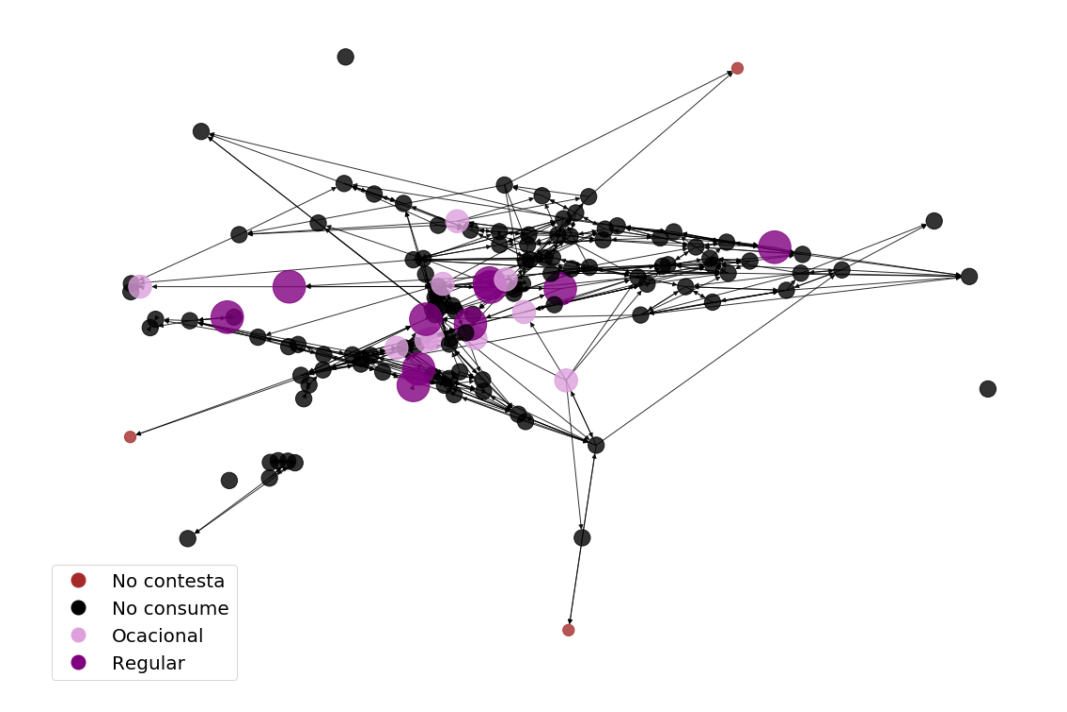 No contesta
No consume
Ocacional
Regular